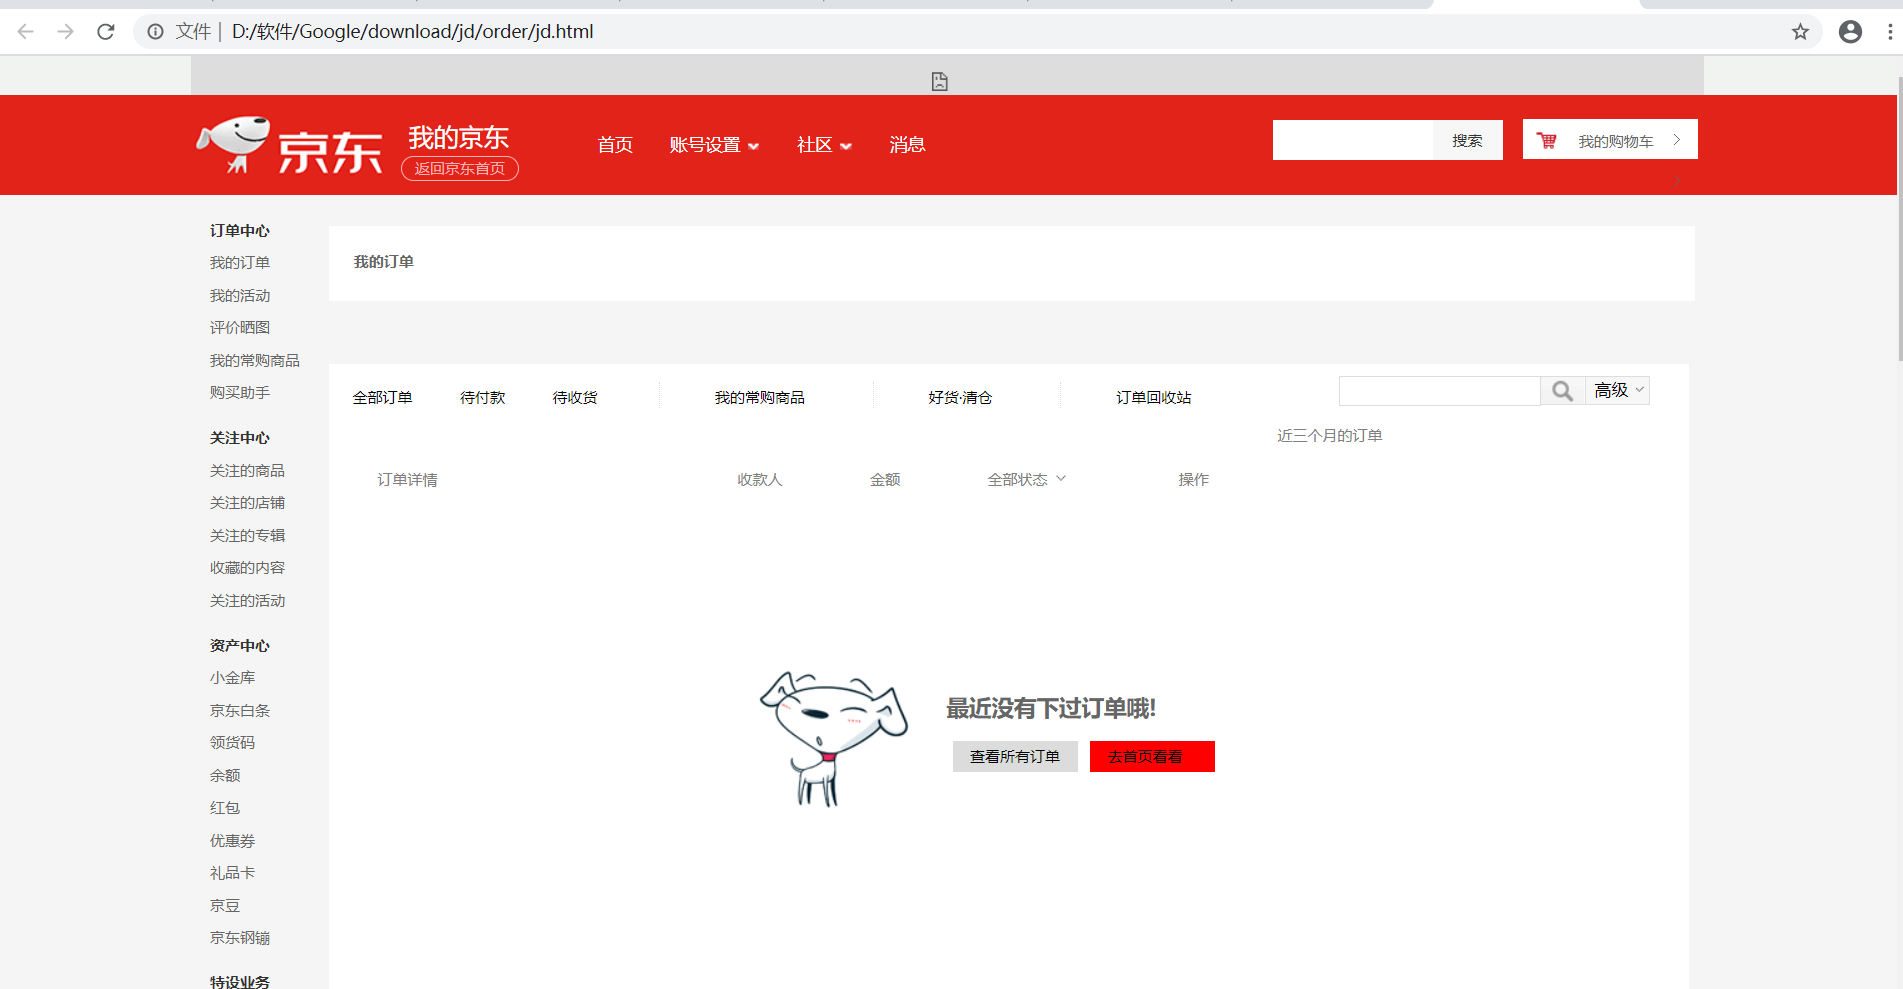 文件 | D:/软件/Google/download/jd/order/jd.html
京东
我的京东
返回京东首页
首页
账号设置
社区
消息
搜索
我的购物车
订单中心
我的订单
我的活动
评价晒图
我的常购商品
购买助手
关注中心
关注的商品
关注的店铺
关注的专辑
收藏的内容
关注的活动
资产中心
小金库
京东白条
领货码
余额
红包
优惠券
礼品卡
京豆
京东钢镚
特设业务
我的订单
全部订单
待付款
待收货
我的常购商品
好货·清仓
订单回收站
高级
近三个月的订单
订单详情
收款人
金额
全部状态
操作
最近没有下过订单哦!
查看所有订单
去首页看看